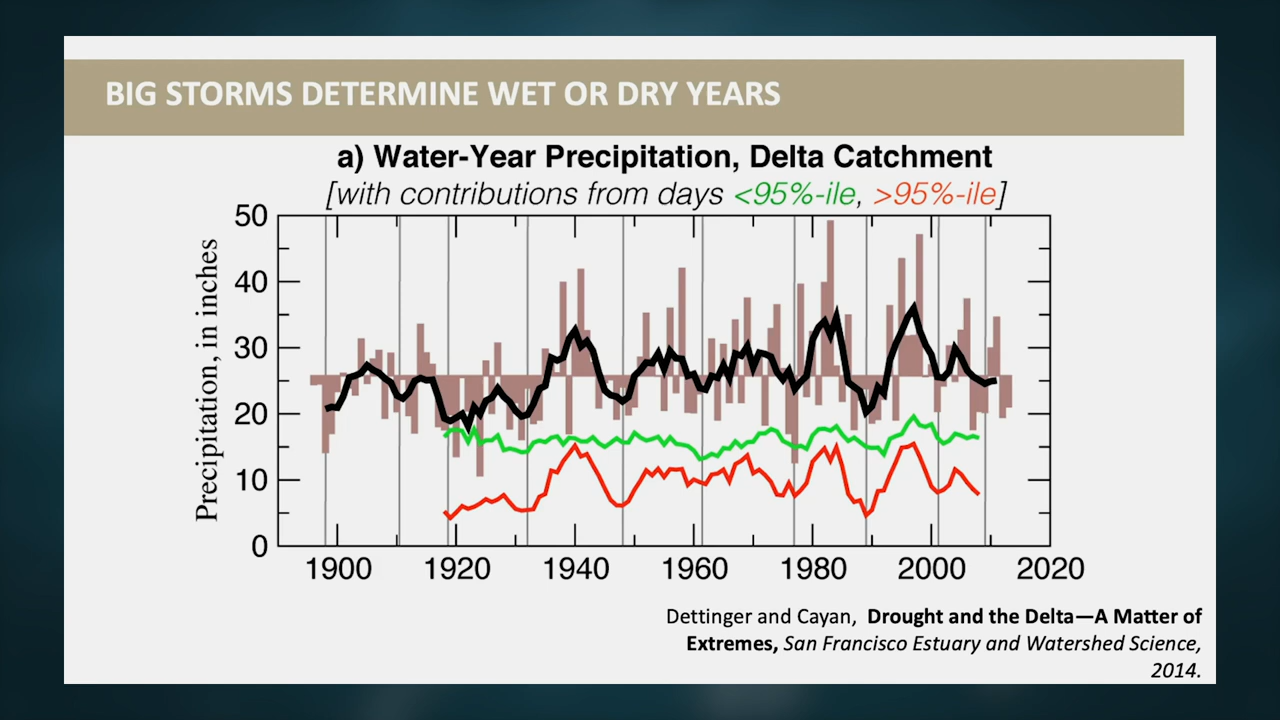 BIG STORMS DETERMINE WET OR DRY YEARS
a) Water-Year Precipitation, Delta Catchment
[with contributions from days <95%-ile, >95%-ile]
Precipitation, in inches
50
40
30
20
10
0
1900 1920 1940 1960 1980 2000 2020
Dettinger and Cayan, Drought and the Delta—A Matter of
Extremes, San Francisco Estuary and Watershed Science,
2014.